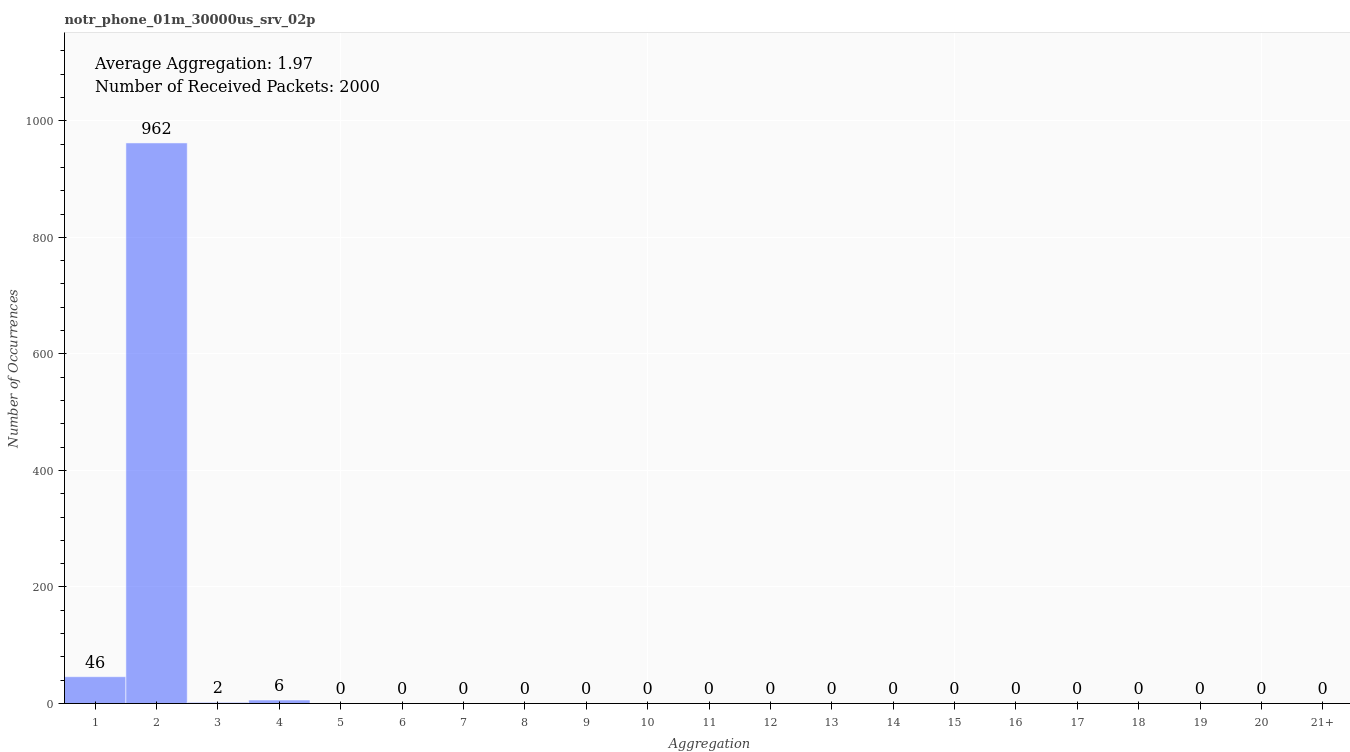 notr_phone_01m_30000us_srv_02p
Average Aggregation: 1.97
Number of Received Packets: 2000
1000
800
600
400
200
0
Number of Occurrences
46
962
2
6
0 0 0 0 0 0 0 0 0 0 0 0 0 0 0 0 0
1 2 3 4 5 6 7 8 9 10 11 12 13 14 15 16 17 18 19 20 21+
Aggregation